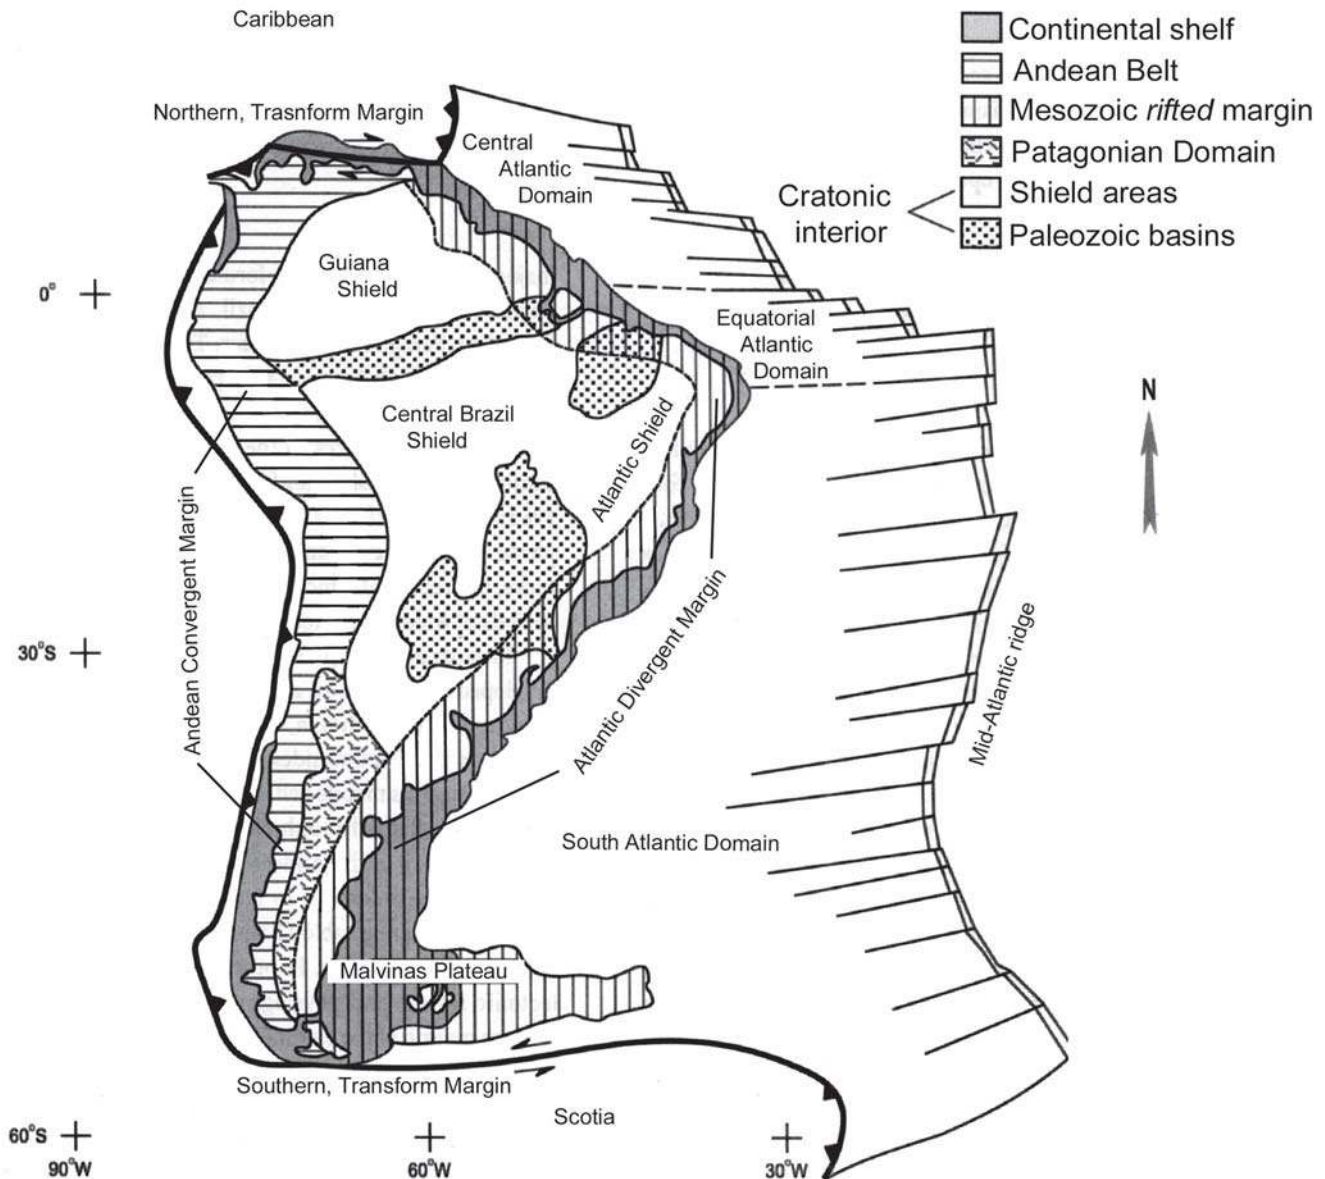 Caribbean
Continental shelf
Andean Belt
Mesozoic rifted margin
Patagonian Domain
Cratonic
interior
Shield areas
Paleozoic basins
Northern, Trasnform Margin
Central
Atlantic
Domain
Guiana
Shield
0°
Equatorial
Atlantic
Domain
N
Central Brazil
Shield
Atlantic Shield
Andean Convergent Margin
Atlantic Divergent Margin
Mid-Atlantic ridge
30°S
South Atlantic Domain
Malvinas Plateau
Southern, Transform Margin
Scotia
60°S
90°W
60°W
30°W